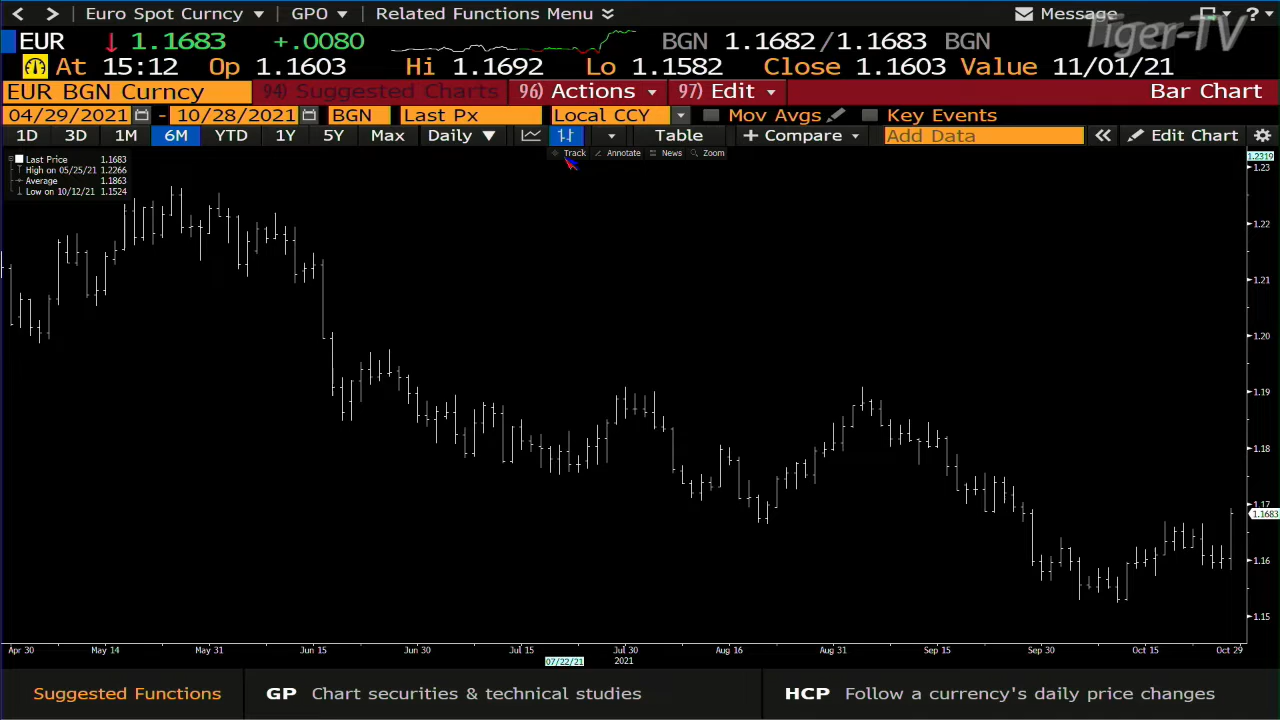 Euro Spot Curncy GPO Related Functions Menu Message ?
Tiger-TV
EUR 1.1683 +.0080 BGN 1.1682/1.1683 BGN
At 15:12 Op 1.1603 Hi 1.1692 Lo 1.1582 Close 1.1603 Value 11/01/21
EUR BGN Curncy 94) Suggested Charts 96) Actions 97) Edit Bar Chart
04/29/2021 - 10/28/2021 BGN Last Px Local CCY Mov Avgs Key Events
1D 3D 1M 6M YTD 1Y 5Y Max Daily Table + Compare Add Data Edit Chart
Track Annotate News Zoom
Last Price 1.1683
High on 05/25/21 1.2266
Average 1.1863
Low on 10/12/21 1.1524
1.2319
1.23
1.22
1.21
1.20
1.19
1.18
1.17
1.1683
1.16
1.15
Apr 30 May 14 May 31 Jun 15 Jun 30 Jul 15 Jul 30 Aug 16 Aug 31 Sep 15 Sep 30 Oct 15 Oct 29
07/22/21 2021
Suggested Functions GP Chart securities & technical studies HCP Follow a currency's daily price changes